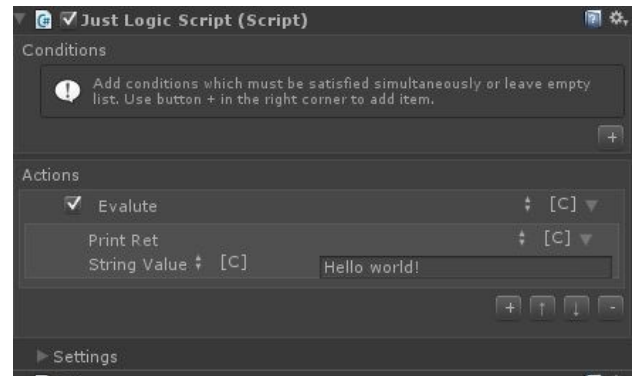 Just Logic Script (Script)
Conditions
Add conditions which must be satisfied simultaneously or leave empty
list. Use button + in the right corner to add item.
+
Actions
Evalute [C]
Print Ret [C]
String Value [C] Hello world!
+ ↑ ↓ -
Settings